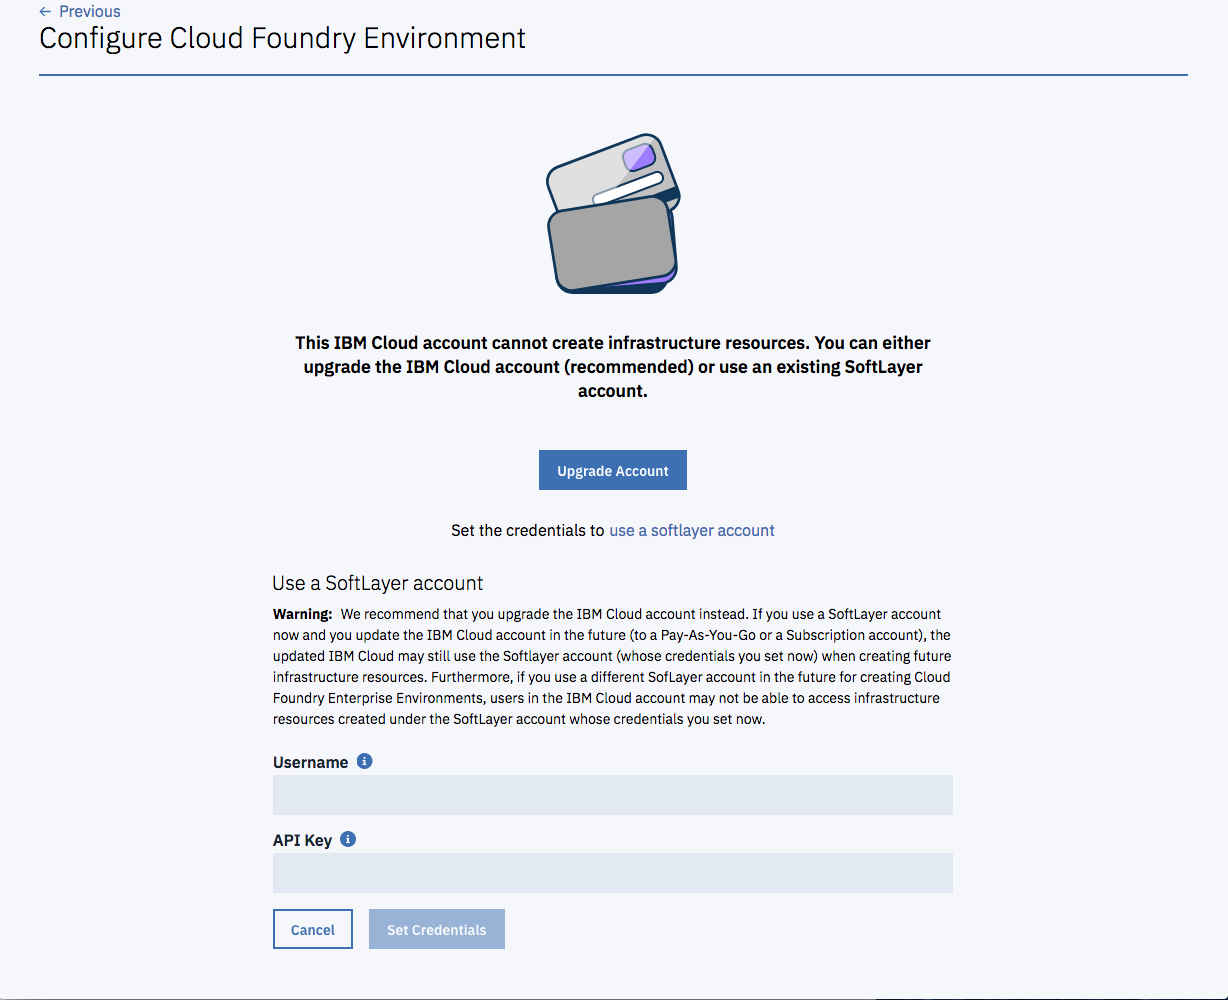 ← Previous
Configure Cloud Foundry Environment
This IBM Cloud account cannot create infrastructure resources. You can either
upgrade the IBM Cloud account (recommended) or use an existing SoftLayer
account.
Upgrade Account
Set the credentials to use a softlayer account
Use a SoftLayer account
Warning: We recommend that you upgrade the IBM Cloud account instead. If you use a SoftLayer account
now and you update the IBM Cloud account in the future (to a Pay-As-You-Go or a Subscription account), the
updated IBM Cloud may still use the Softlayer account (whose credentials you set now) when creating future
infrastructure resources. Furthermore, if you use a different SofLayer account in the future for creating Cloud
Foundry Enterprise Environments, users in the IBM Cloud account may not be able to access infrastructure
resources created under the SoftLayer account whose credentials you set now.
Username i
API Key i
Cancel Set Credentials